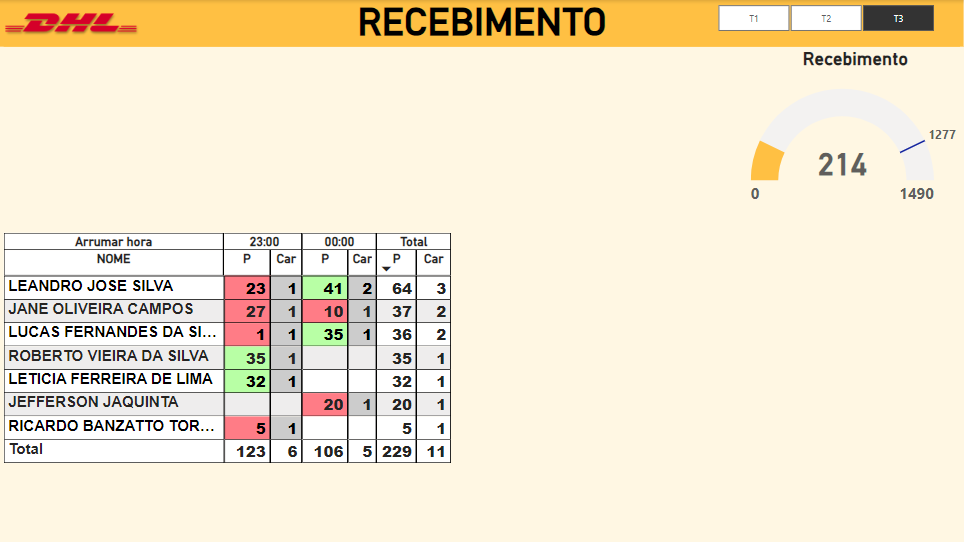 DHL
RECEBIMENTO
T1 T2 T3
Recebimento
1277
214
0 1490
Arrumar hora 23:00 00:00 Total
NOME P Car P Car P Car
LEANDRO JOSE SILVA 23 1 41 2 64 3
JANE OLIVEIRA CAMPOS 27 1 10 1 37 2
LUCAS FERNANDES DA SI... 1 1 35 1 36 2
ROBERTO VIEIRA DA SILVA 35 1 35 1
LETICIA FERREIRA DE LIMA 32 1 32 1
JEFFERSON JAQUINTA 20 1 20 1
RICARDO BANZATTO TOR... 5 1 5 1
Total 123 6 106 5 229 11